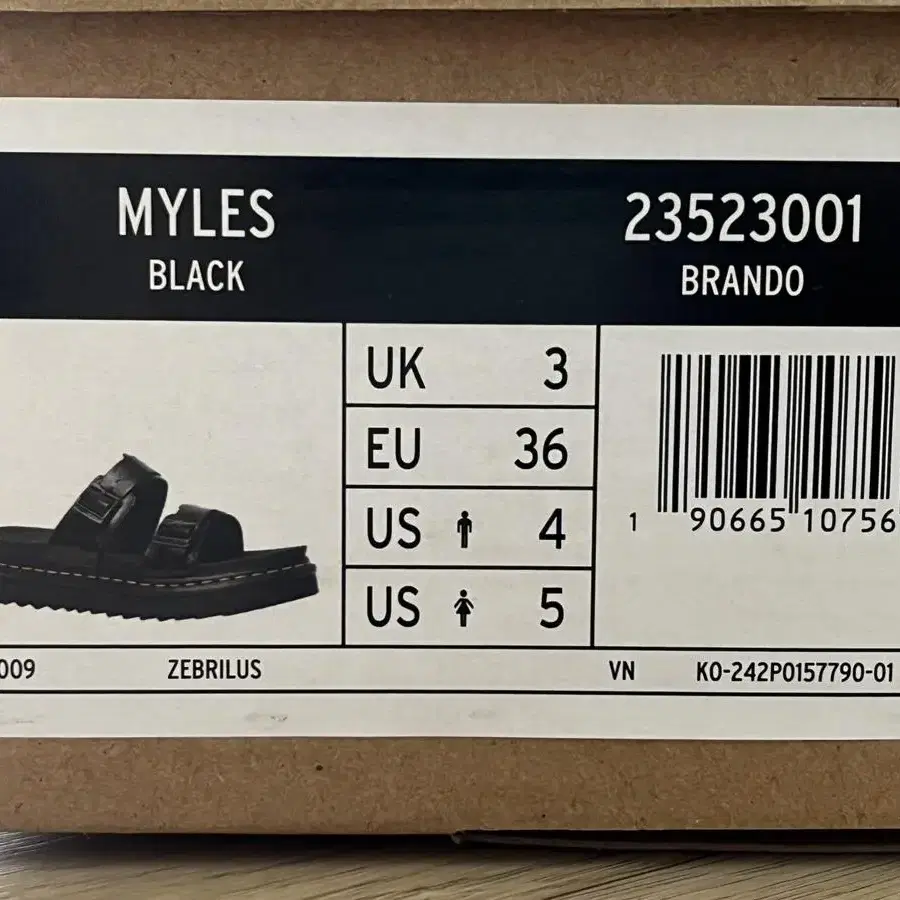 MYLES
BLACK
23523001
BRANDO
UK 3
EU 36
US 4
US 5
1 90665 10756
009 ZEBRILUS VN KO-242P0157790-01